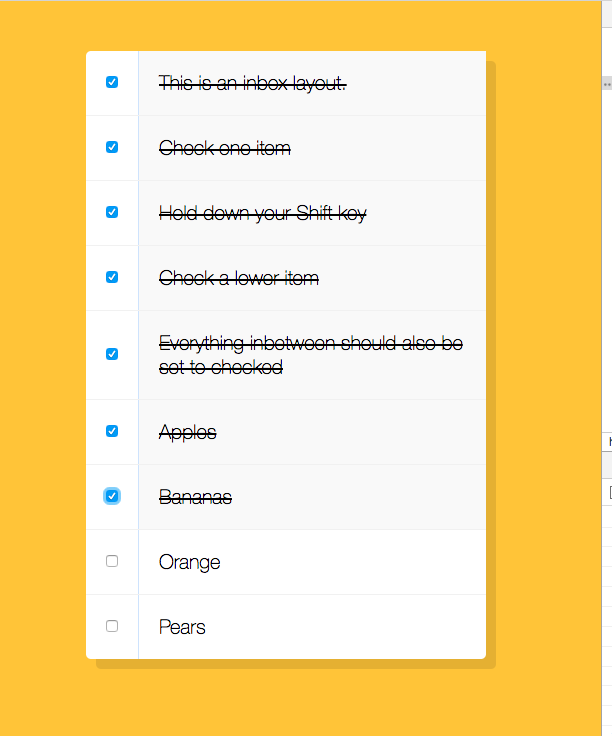 This is an inbox layout.
Check one item
Hold down your Shift key
Check a lower item
Everything inbetween should also be
set to checked
Apples
Bananas
Orange
Pears